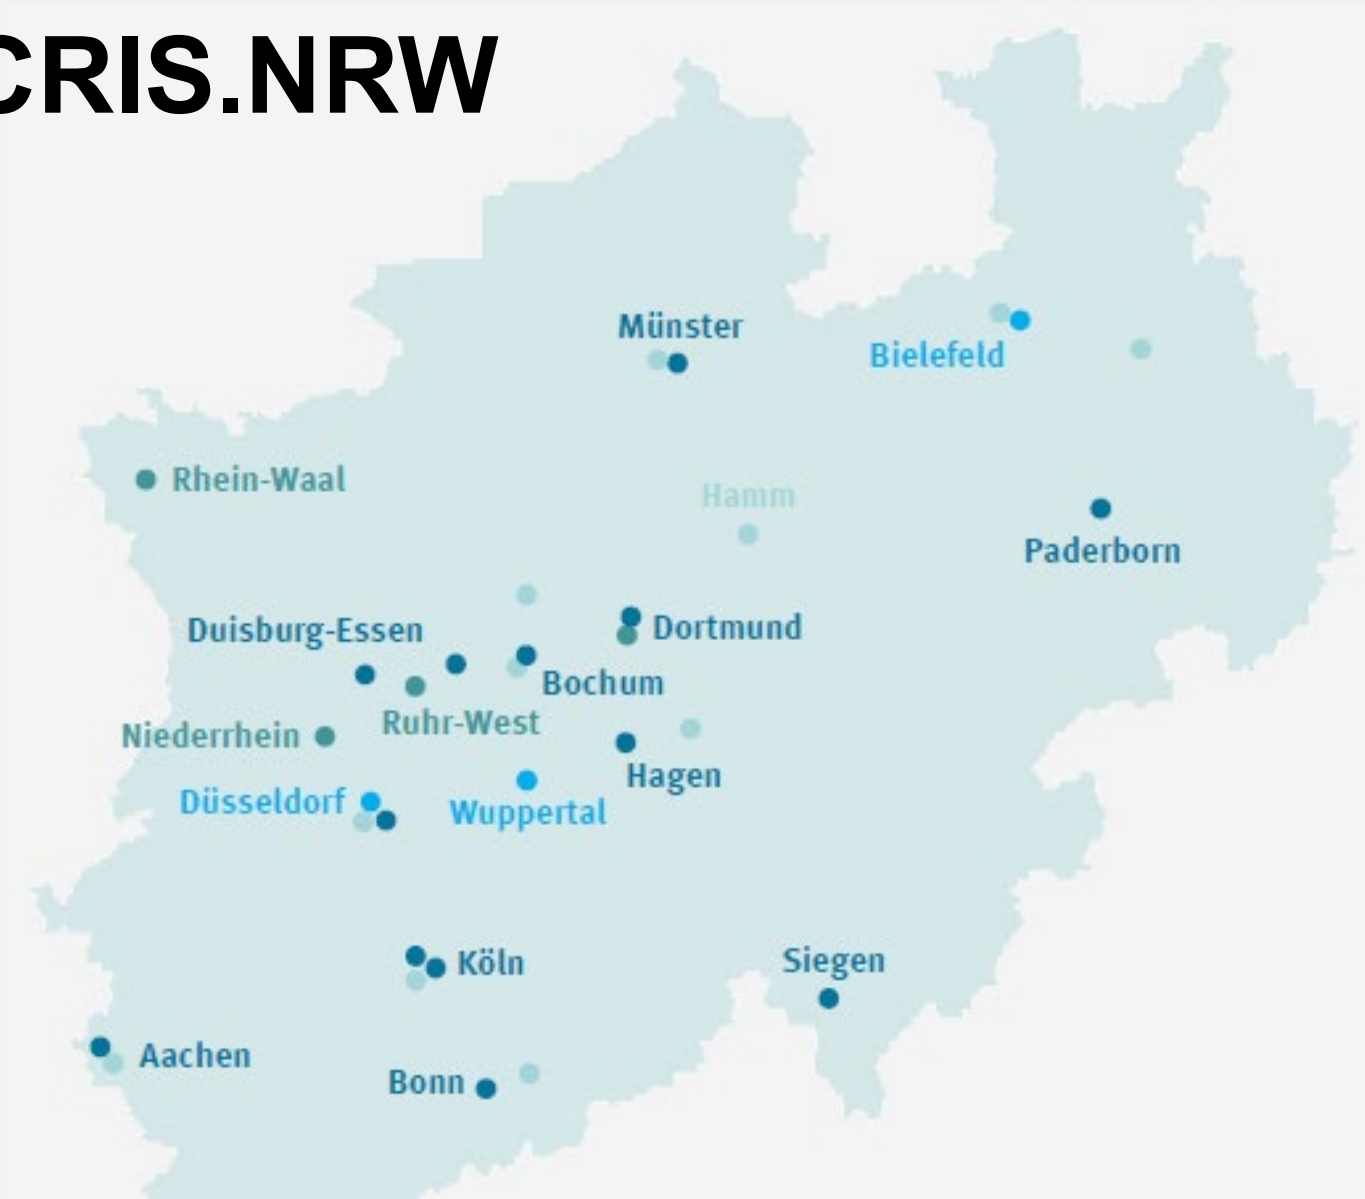 CRIS.NRW
Münster
Bielefeld
Rhein-Waal
Hamm
Paderborn
Duisburg-Essen
Dortmund
Bochum
Ruhr-West
Niederrhein
Hagen
Düsseldorf
Wuppertal
Köln
Siegen
Aachen
Bonn